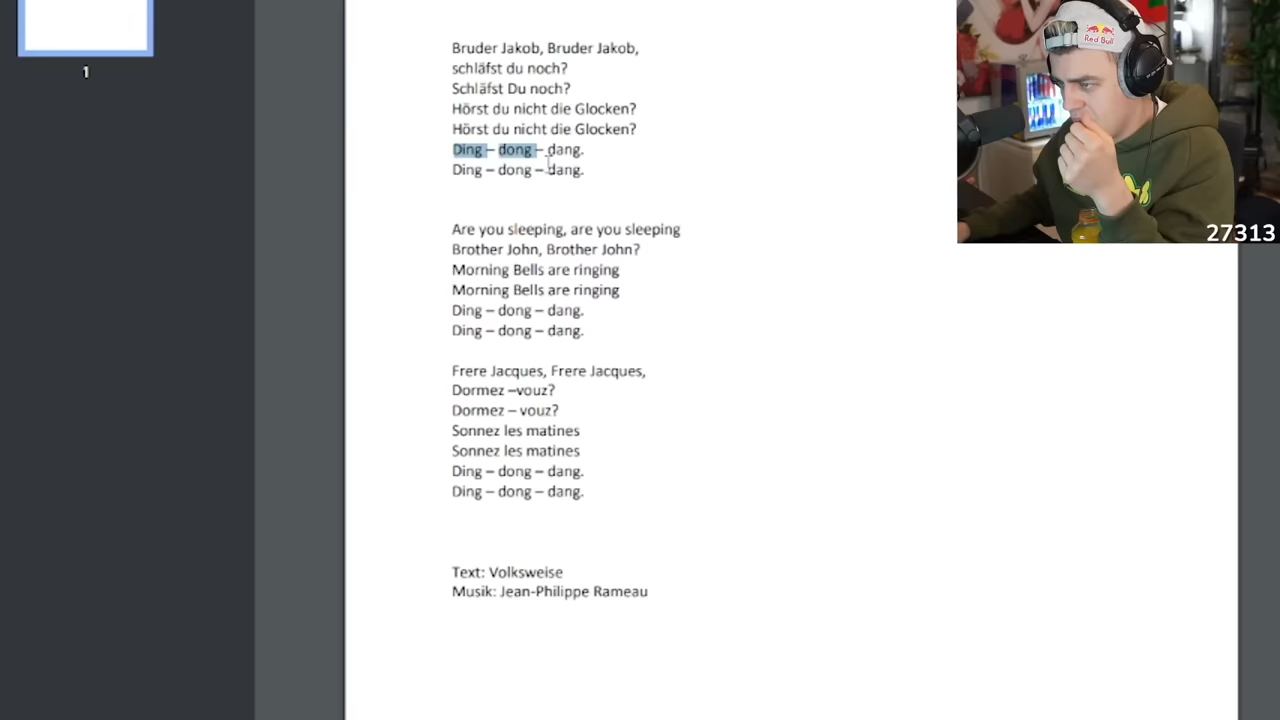 1
Bruder Jakob, Bruder Jakob,
schläfst du noch?
Schläfst Du noch?
Hörst du nicht die Glocken?
Hörst du nicht die Glocken?
Ding – dong – dang.
Ding – dong – dang.
Are you sleeping, are you sleeping
Brother John, Brother John?
Morning Bells are ringing
Morning Bells are ringing
Ding – dong – dang.
Ding – dong – dang.
Frere Jacques, Frere Jacques,
Dormez –vouz?
Dormez – vouz?
Sonnez les matines
Sonnez les matines
Ding – dong – dang.
Ding – dong – dang.
Text: Volksweise
Musik: Jean-Philippe Rameau
Red Bull
27313